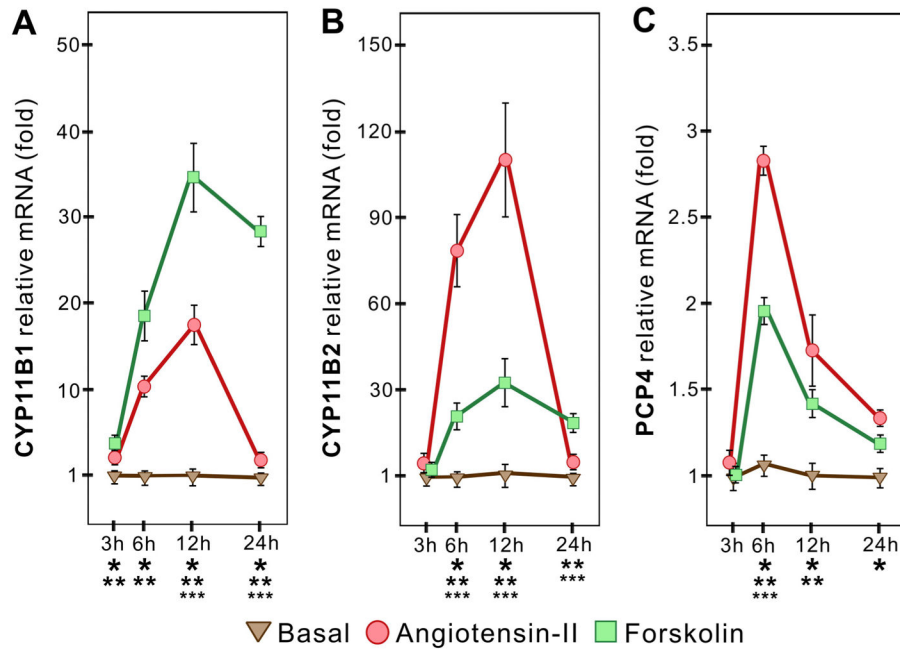 A
CYP11B1 relative mRNA (fold)
50
40
30
20
10
1
3h 6h 12h 24h
* * * *
** ** ** **
*** ***
B
CYP11B2 relative mRNA (fold)
150
120
90
60
30
1
3h 6h 12h 24h
* * **
** ** ***
*** ***
C
PCP4 relative mRNA (fold)
3.5
3
2.5
2
1.5
1
3h 6h 12h 24h
* * *
** **
***
Basal Angiotensin-II Forskolin